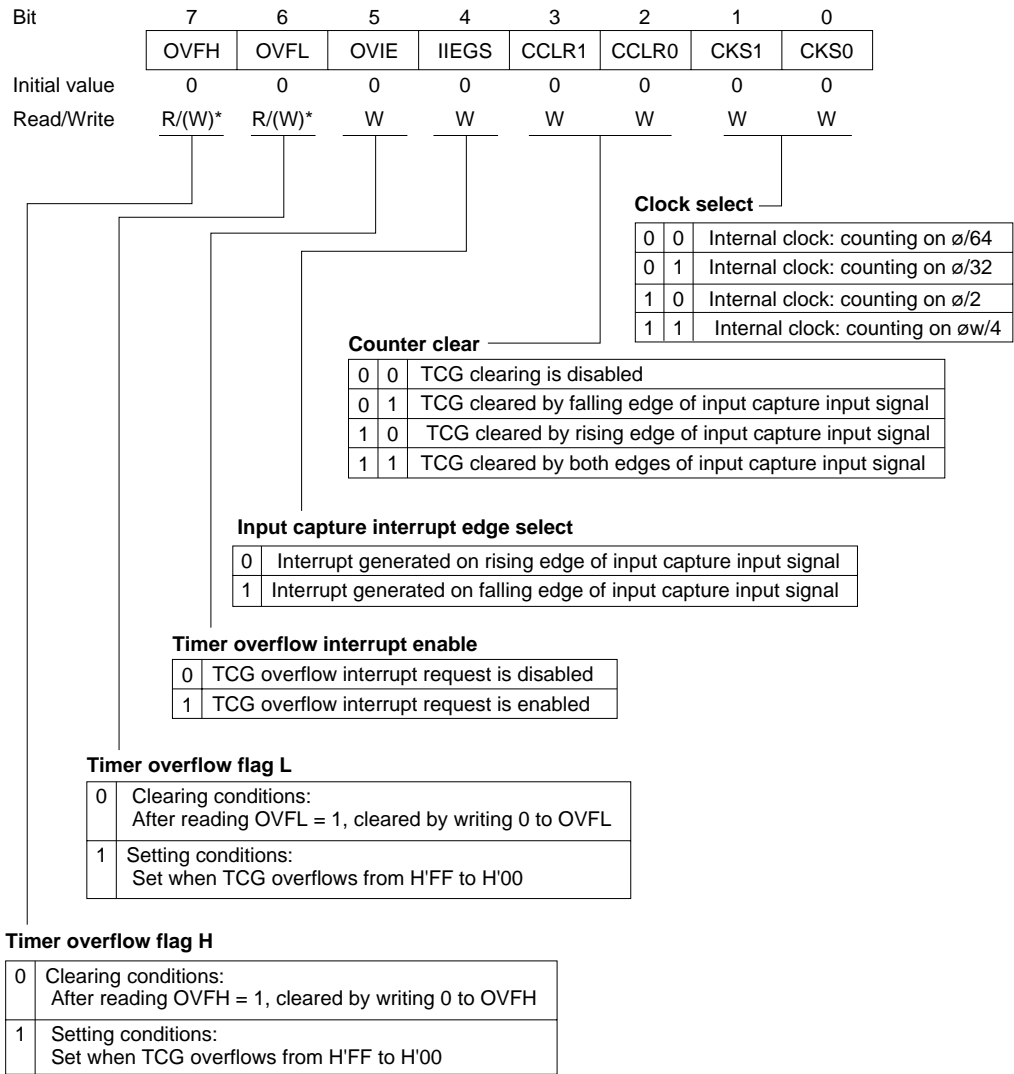 Bit 7 6 5 4 3 2 1 0
OVFH OVFL OVIE IIEGS CCLR1 CCLR0 CKS1 CKS0
Initial value 0 0 0 0 0 0 0 0
Read/Write R/(W)* R/(W)* W W W W W W
Clock select
0 0 Internal clock: counting on ø/64
0 1 Internal clock: counting on ø/32
1 0 Internal clock: counting on ø/2
1 1 Internal clock: counting on øw/4
Counter clear
0 0 TCG clearing is disabled
0 1 TCG cleared by falling edge of input capture input signal
1 0 TCG cleared by rising edge of input capture input signal
1 1 TCG cleared by both edges of input capture input signal
Input capture interrupt edge select
0 Interrupt generated on rising edge of input capture input signal
1 Interrupt generated on falling edge of input capture input signal
Timer overflow interrupt enable
0 TCG overflow interrupt request is disabled
1 TCG overflow interrupt request is enabled
Timer overflow flag L
0 Clearing conditions:
After reading OVFL = 1, cleared by writing 0 to OVFL
1 Setting conditions:
Set when TCG overflows from H'FF to H'00
Timer overflow flag H
0 Clearing conditions:
After reading OVFH = 1, cleared by writing 0 to OVFH
1 Setting conditions:
Set when TCG overflows from H'FF to H'00